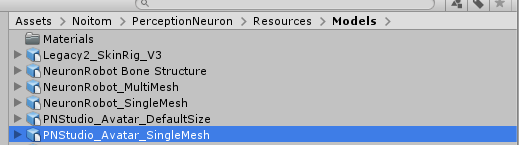 Assets > Noitom > PerceptionNeuron > Resources > Models >
Materials
Legacy2_SkinRig_V3
NeuronRobot Bone Structure
NeuronRobot_MultiMesh
NeuronRobot_SingleMesh
PNStudio_Avatar_DefaultSize
PNStudio_Avatar_SingleMesh